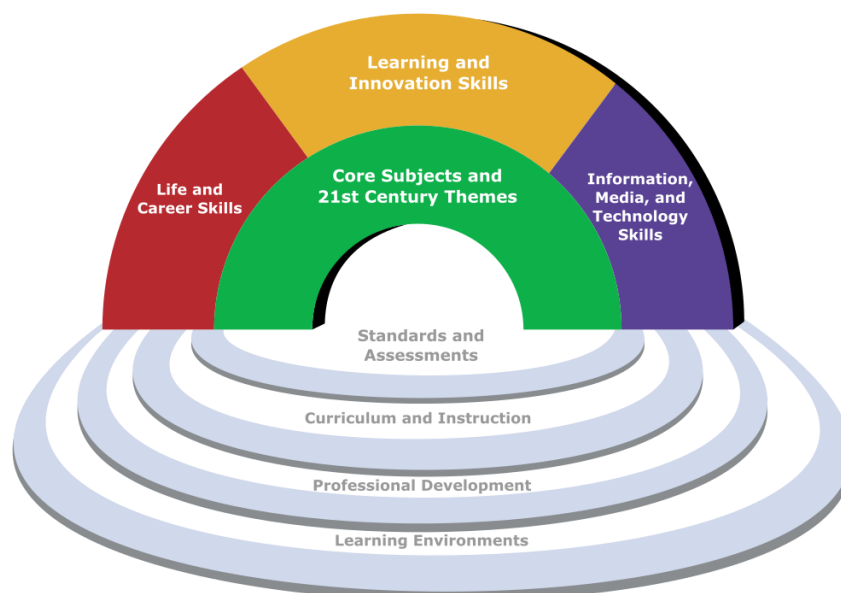 Learning and
Innovation Skills
Core Subjects and
21st Century Themes
Life and
Career Skills
Information,
Media, and
Technology
Skills
Standards and
Assessments
Curriculum and Instruction
Professional Development
Learning Environments